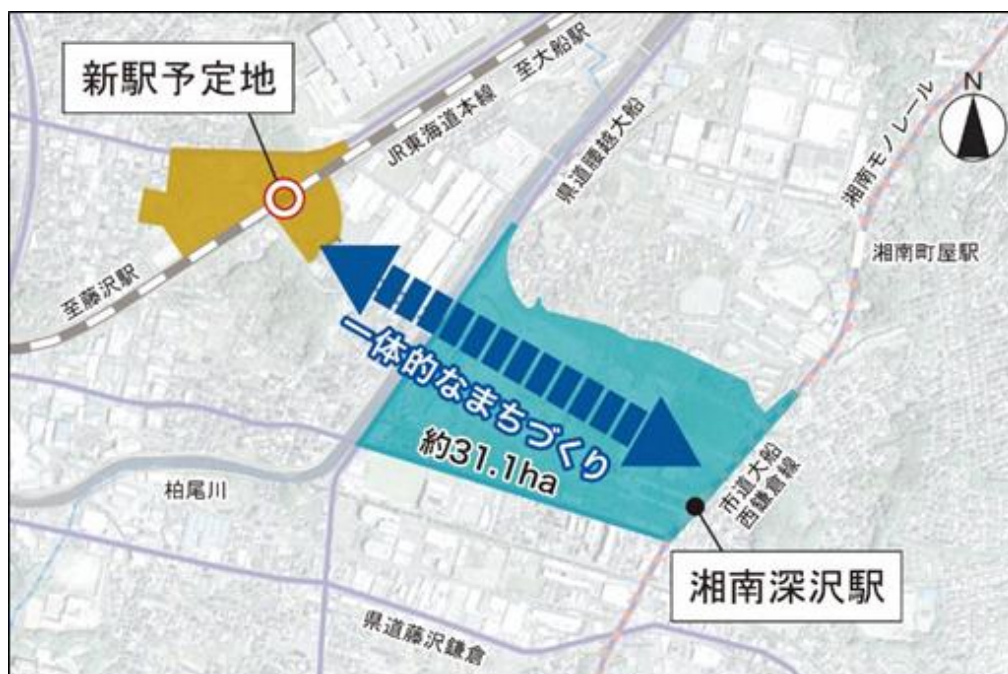 新駅予定地
至大船駅
JR東海道本線
N
県道腰越大船
湘南モノレール
湘南町屋駅
至藤沢駅
一体的なまちづくり
約31.1ha
柏尾川
市道大船
西鎌倉線
湘南深沢駅
県道藤沢鎌倉